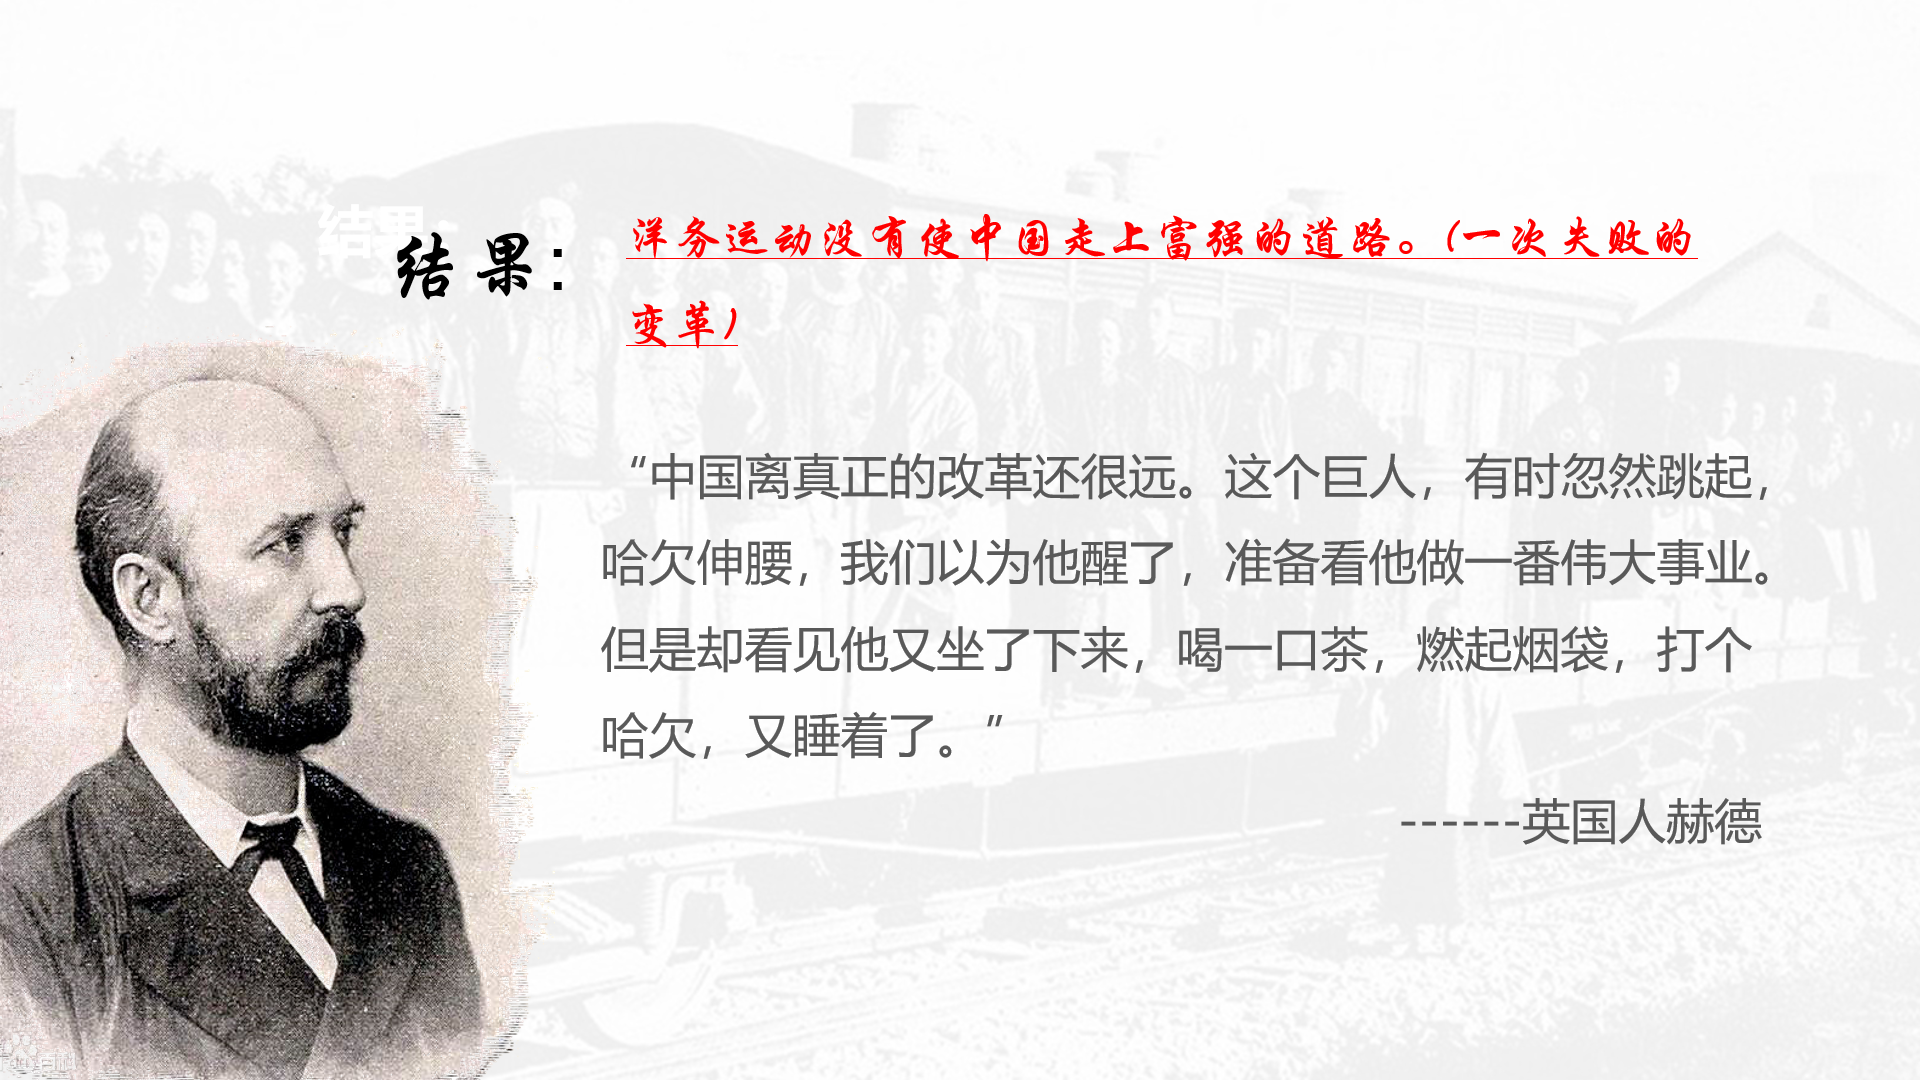 结果:
结果：
洋务运动没有使中国走上富强的道路。(一次失败的
变革)
“中国离真正的改革还很远。这个巨人，有时忽然跳起，
哈欠伸腰，我们以为他醒了，准备看他做一番伟大事业。
但是却看见他又坐了下来，喝一口茶，燃起烟袋，打个
哈欠，又睡着了。”
------英国人赫德